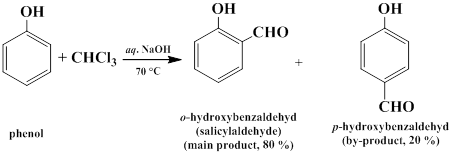 OH
+ CHCl3
aq. NaOH
70 °C
OH
CHO
+
OH
CHO
phenol
o-hydroxybenzaldehyd
(salicylaldehyde)
(main product, 80 %)
p-hydroxybenzaldehyd
(by-product, 20 %)